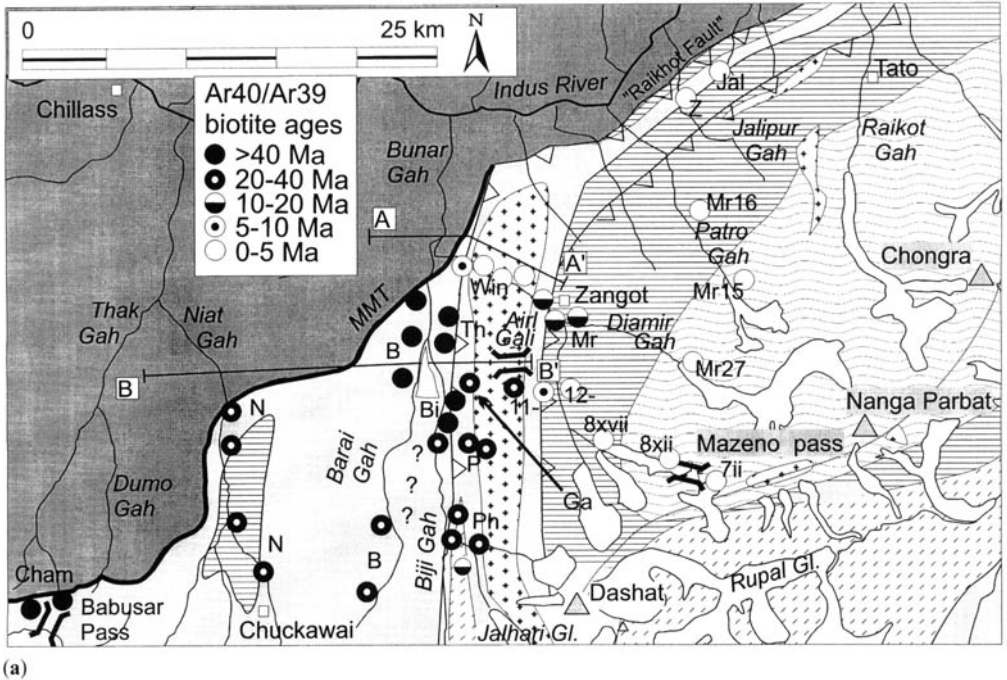 0 25 km
N
Ar40/Ar39
biotite ages
>40 Ma
20-40 Ma
10-20 Ma
5-10 Ma
0-5 Ma
Chillass
Indus River
"Raikhot Fault"
Jal
Tato
Z
Bunar
Gah
Jalipur
Gah
Raikot
Gah
A
Mr16
Patro
Gah
A'
Chongra
Win
Mr15
Thak
Gah
Niat
Gah
MMT
Zangot
Th
Airl
Gali
Mr
Diamir
Gah
B
B
B'
Mr27
Bi
11-
12-
Nanga Parbat
N
8xvii
8xii
Mazeno pass
7ii
Barai
Gah
?
P
?
Ga
Dumo
Gah
?
Ph
N
B
Biji Gah
Rupal Gl.
Cham
Dashat
Babusar
Pass
Chuckawai
Jalhari Gl.
(a)